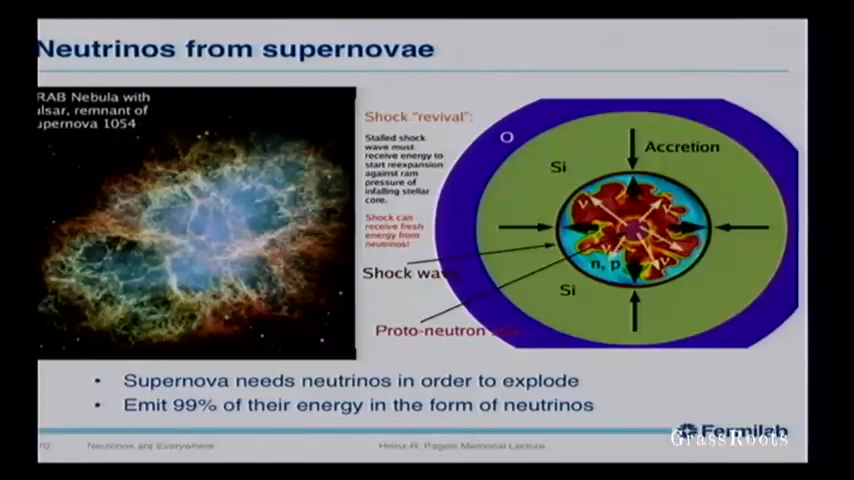 Neutrinos from supernovae
RAB Nebula with
ulsar, remnant of
upernova 1054
Shock "revival":
Stalled shock
wave must
receive energy to
start reexpansion
against ram
pressure of
infalling stellar
core.
Shock can
receive fresh
energy from
neutrinos!
O
Si
Accretion
ν
ν
ν
ν
n, p
Si
Shock wav
Proto-neutron
• Supernova needs neutrinos in order to explode
• Emit 99% of their energy in the form of neutrinos
70
Neutrinos are Everywhere
Heinz R. Pagels Memorial Lecture
Fermilab
GrassRoots